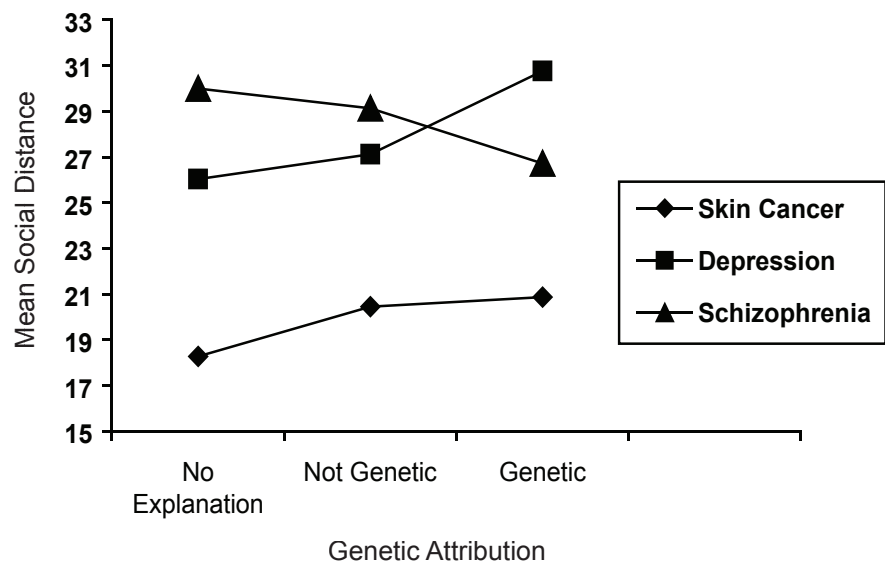 33
31
29
27
25
23
21
19
17
15
Mean Social Distance
No
Explanation
Not Genetic
Genetic
Genetic Attribution
Skin Cancer
Depression
Schizophrenia